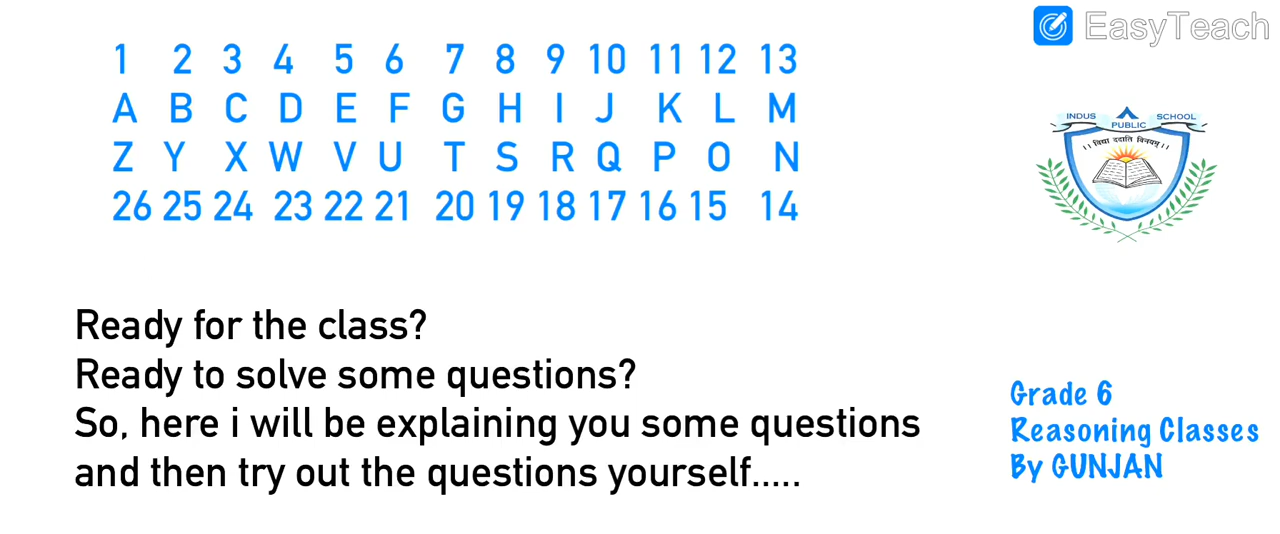 EasyTeach
1 2 3 4 5 6 7 8 9 10 11 12 13
A B C D E F G H I J K L M
Z Y X W V U T S R Q P O N
26 25 24 23 22 21 20 19 18 17 16 15 14
INDUS PUBLIC SCHOOL
।। विद्या ददाति विनयम् ।।
Ready for the class?
Ready to solve some questions?
So, here i will be explaining you some questions
and then try out the questions yourself.....
Grade 6
Reasoning Classes
By GUNJAN